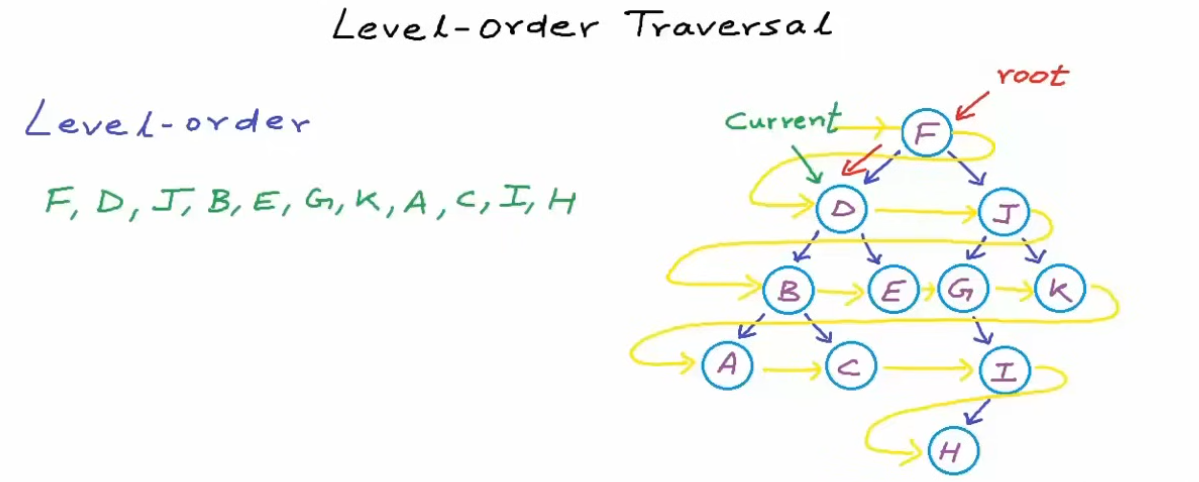 Level-order Traversal
root
Level-order
Current
F
F, D, J, B, E, G, K, A, C, I, H
D
J
B
E
G
K
A
C
I
H